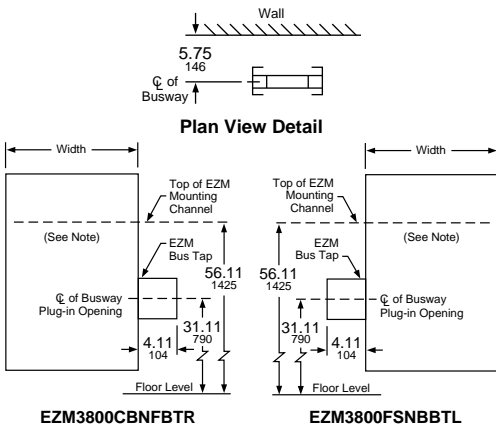 Wall
5.75
146
℄ of
Busway
Plan View Detail
Width
Top of EZM
Mounting
Channel
(See Note)
EZM
Bus Tap
56.11
1425
℄ of Busway
Plug-in Opening
31.11
790
4.11
104
Floor Level
EZM3800CBNFBTR
Width
Top of EZM
Mounting
Channel
(See Note)
EZM
Bus Tap
56.11
1425
℄ of Busway
Plug-in Opening
31.11
790
4.11
104
Floor Level
EZM3800FSNBBTL